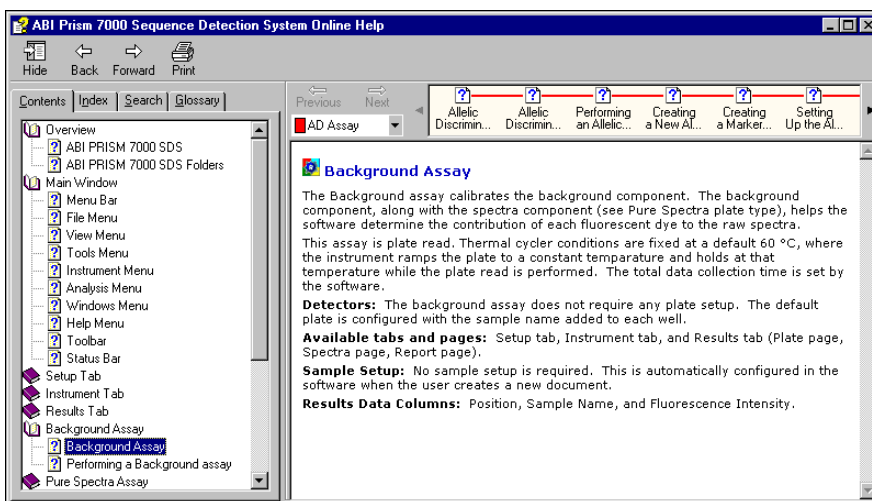 ABI Prism 7000 Sequence Detection System Online Help
Hide Back Forward Print
Contents Index Search Glossary
Overview
ABI PRISM 7000 SDS
ABI PRISM 7000 SDS Folders
Main Window
Menu Bar
File Menu
View Menu
Tools Menu
Instrument Menu
Analysis Menu
Windows Menu
Help Menu
Toolbar
Status Bar
Setup Tab
Instrument Tab
Results Tab
Background Assay
Background Assay
Performing a Background assay
Pure Spectra Assay
Previous Next
AD Assay
Allelic Discrimin...
Allelic Discrimin...
Performing an Allelic...
Creating a New Al...
Creating a Marker...
Setting Up the Al...
Background Assay
The Background assay calibrates the background component. The background
component, along with the spectra component (see Pure Spectra plate type), helps the
software determine the contribution of each fluorescent dye to the raw spectra.
This assay is plate read. Thermal cycler conditions are fixed at a default 60 °C, where
the instrument ramps the plate to a constant temparature and holds at that
temperature while the plate read is performed. The total data collection time is set by
the software.
Detectors: The background assay does not require any plate setup. The default
plate is configured with the sample name added to each well.
Available tabs and pages: Setup tab, Instrument tab, and Results tab (Plate page,
Spectra page, Report page).
Sample Setup: No sample setup is required. This is automatically configured in the
software when the user creates a new document.
Results Data Columns: Position, Sample Name, and Fluorescence Intensity.